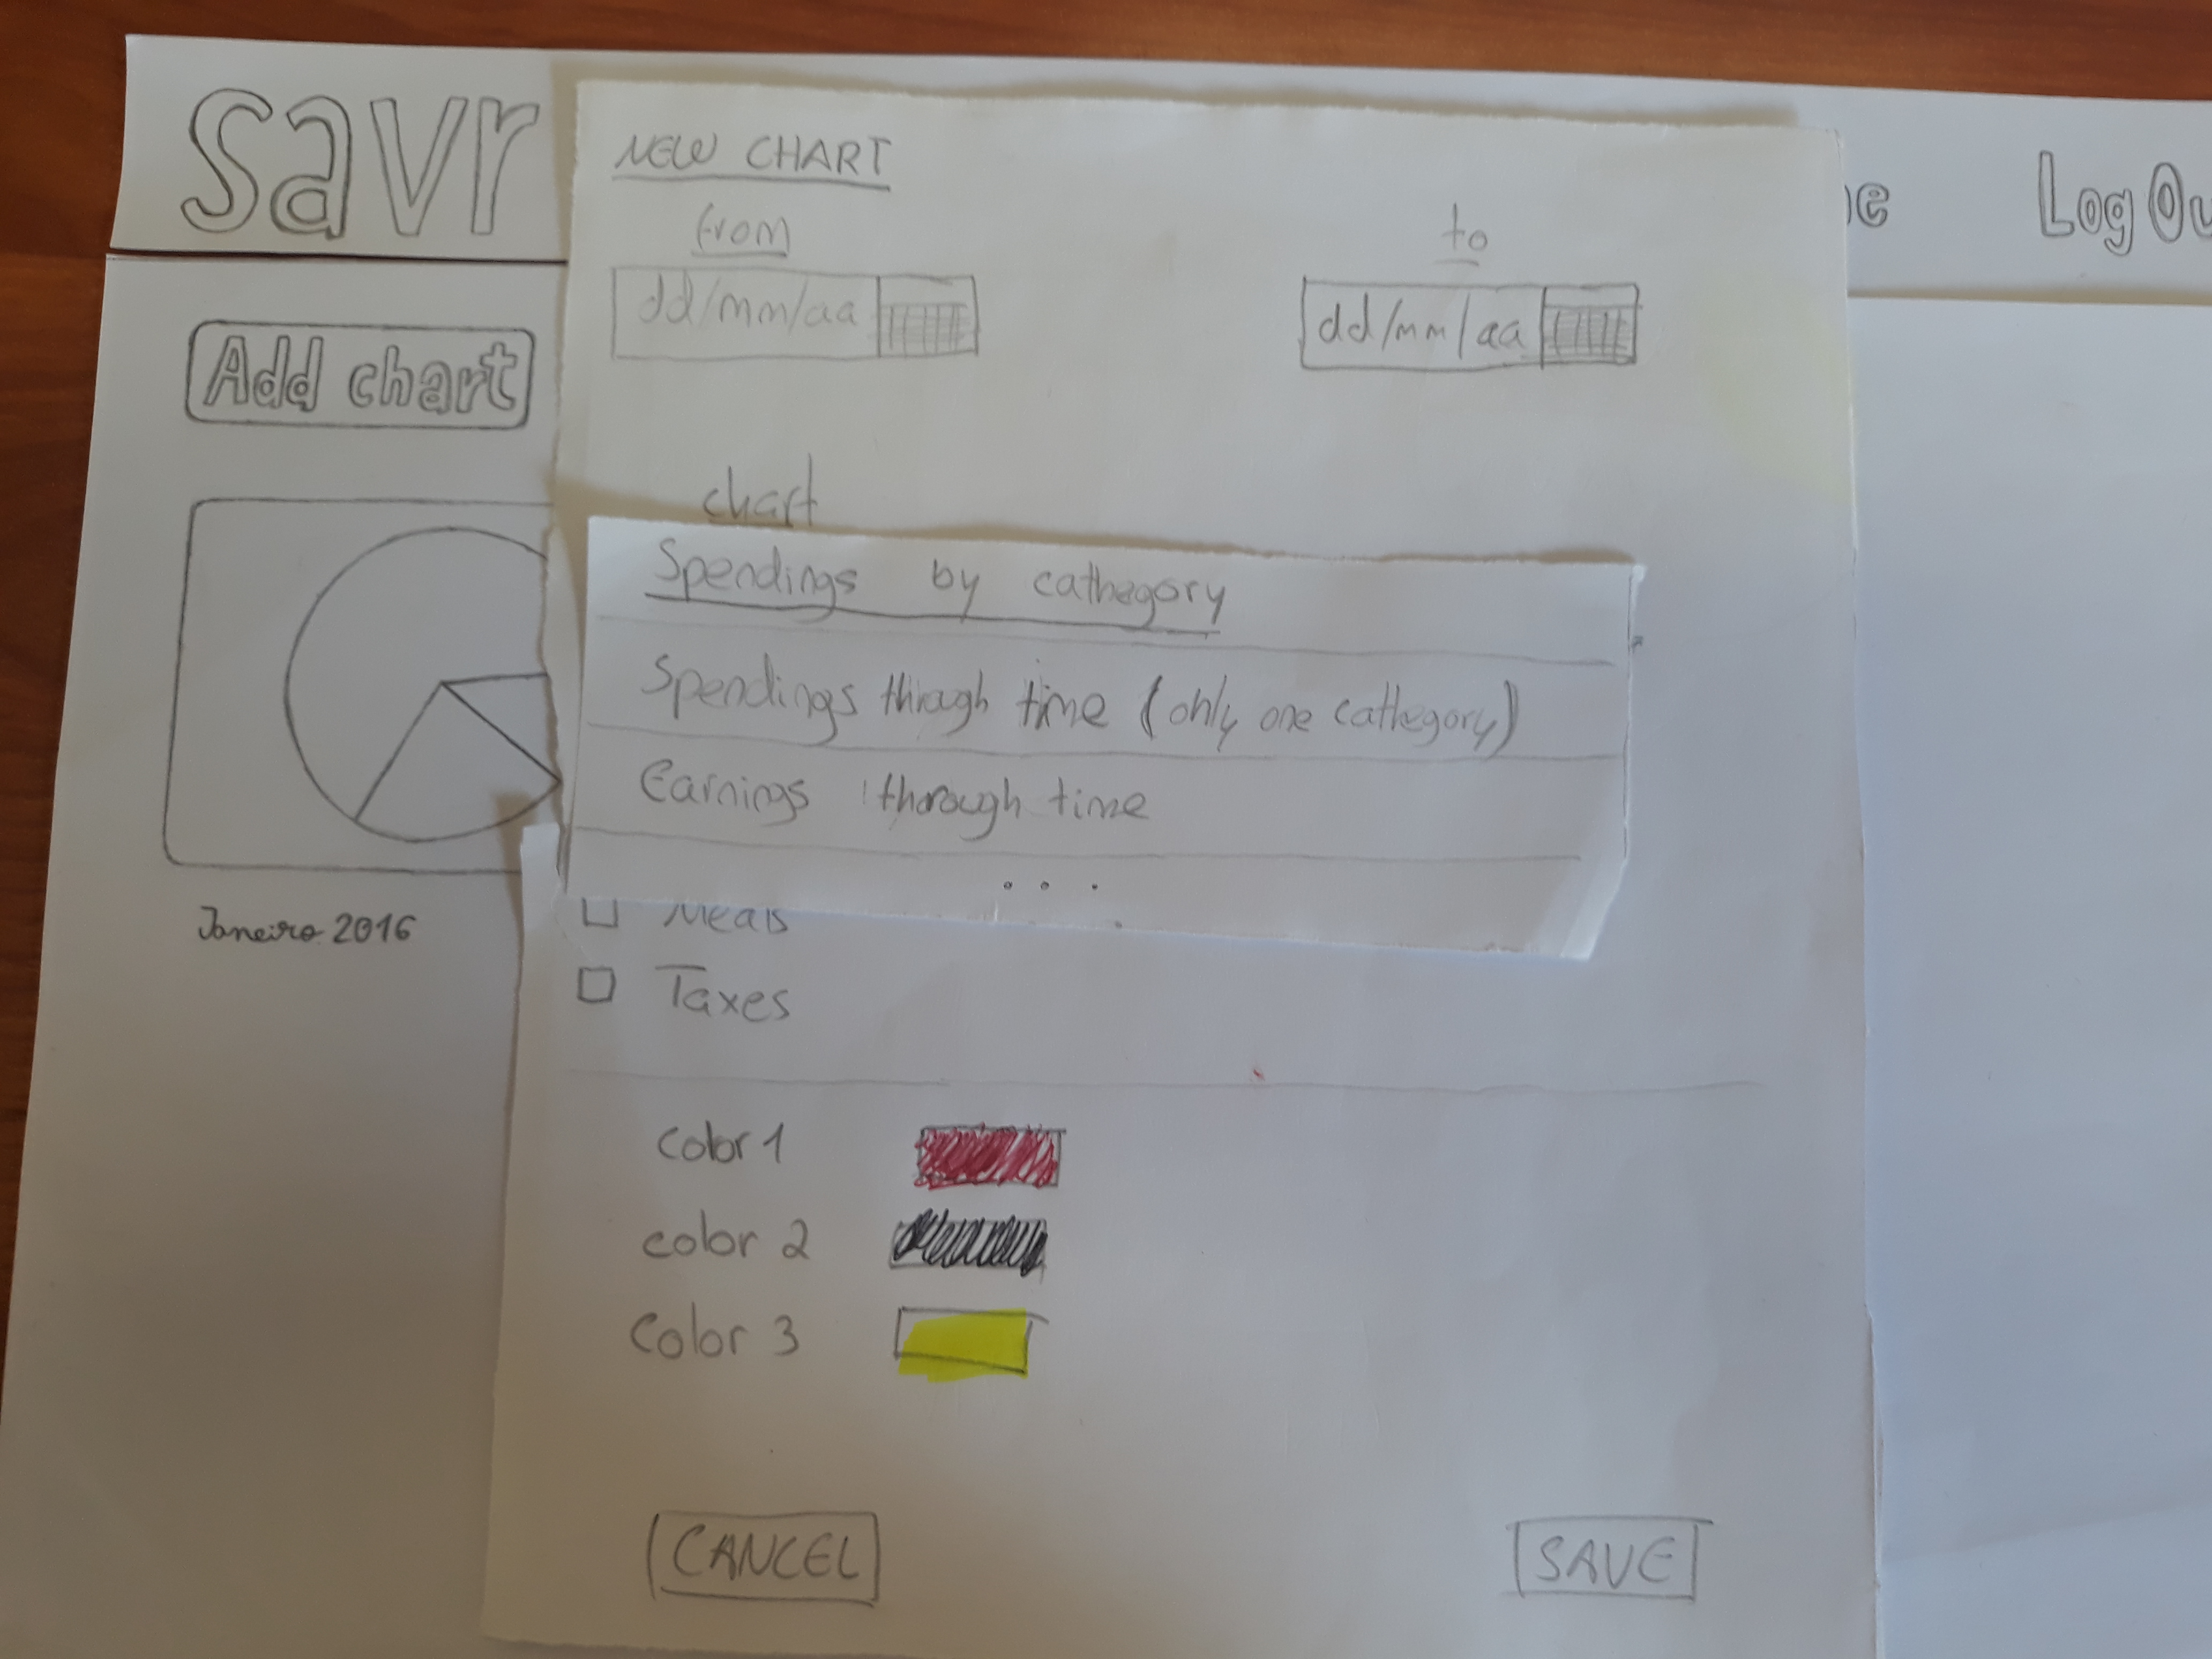 savr
e
Log Ou
Add chart
Janeiro 2016
NEW CHART
from
to
dd/mm/aa
dd/mm/aa
chart
Spendings by cathegory
Spendings through time (only one cathegory)
Earnings through time
...
Meals
Taxes
color 1
color 2
color 3
CANCEL
SAVE